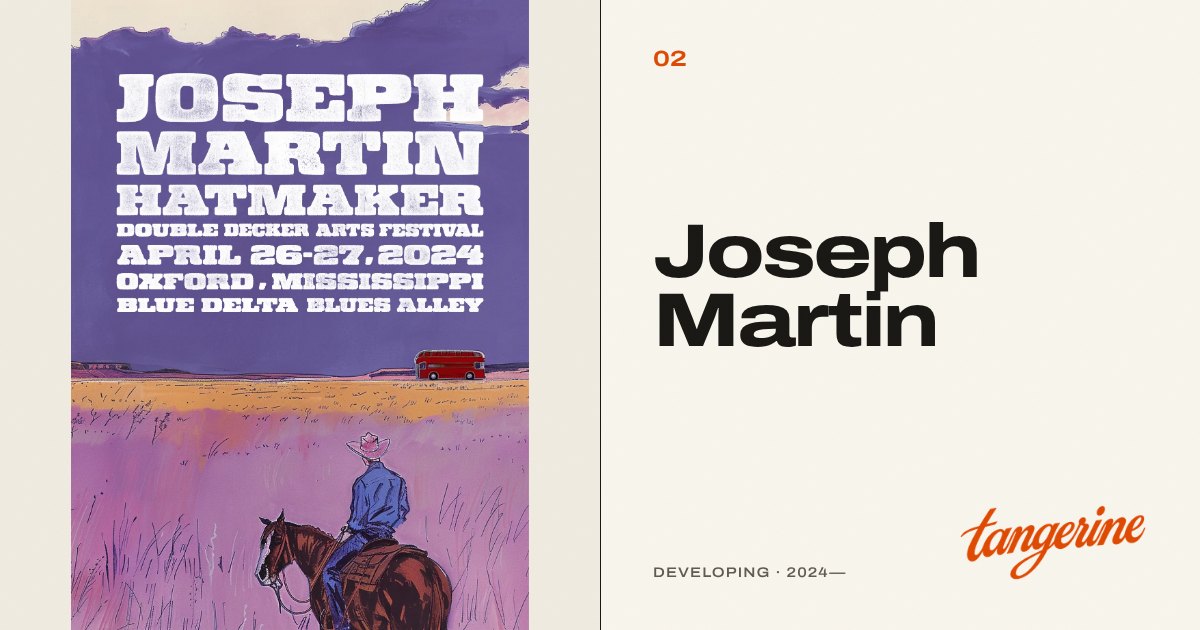 JOSEPH
MARTIN
HATMAKER
DOUBLE DECKER ARTS FESTIVAL
APRIL 26-27, 2024
OXFORD, MISSISSIPPI
BLUE DELTA BLUES ALLEY
02
Joseph
Martin
DEVELOPING · 2024—
tangerine